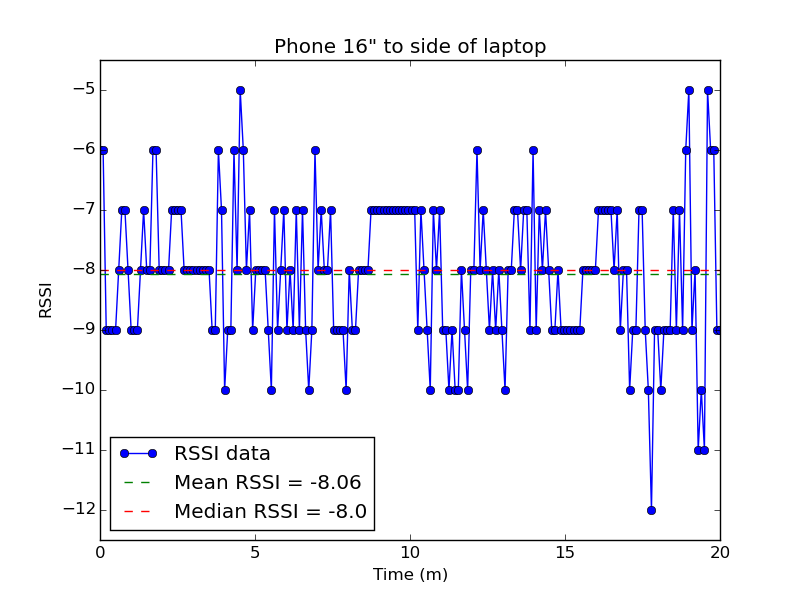 Phone 16" to side of laptop
−5
−6
−7
−8
−9
−10
−11
−12
RSSI
RSSI data
Mean RSSI = -8.06
Median RSSI = -8.0
0 5 10 15 20
Time (m)